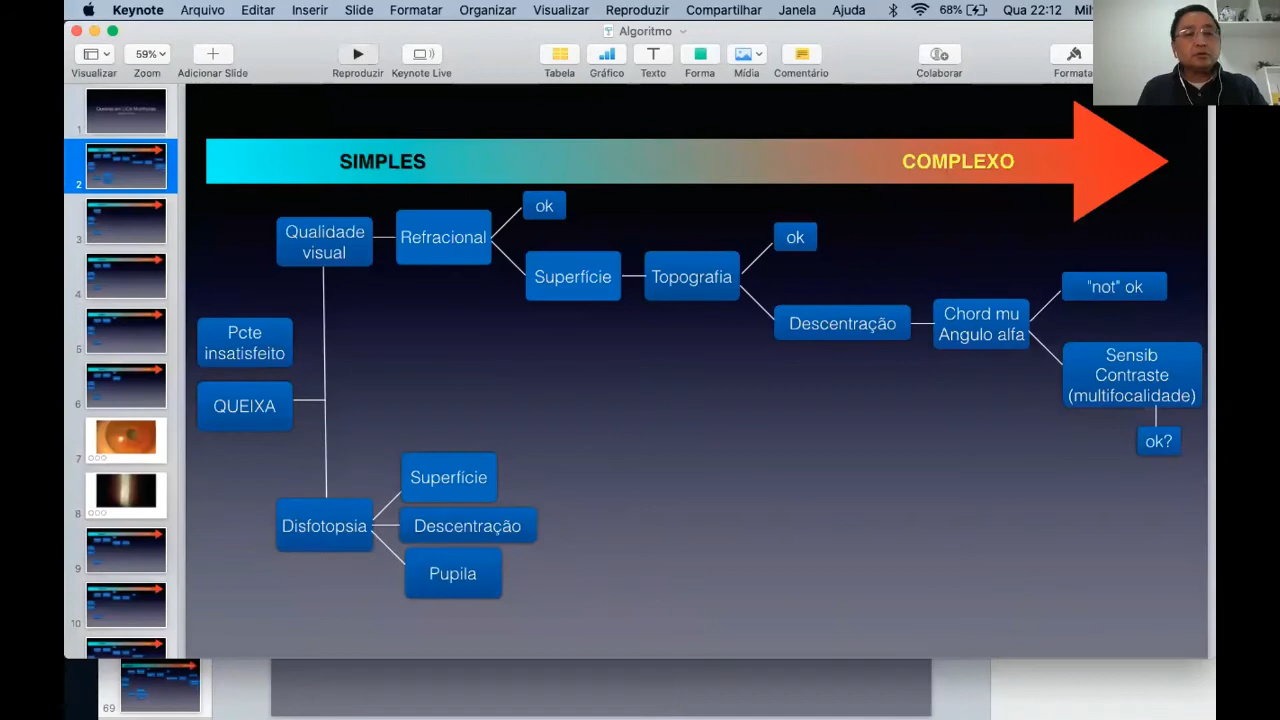 Keynote Arquivo Editar Inserir Slide Formatar Organizar Visualizar Reproduzir Compartilhar Janela Ajuda 68% Qua 22:12
Algoritmo
59%
Visualizar Zoom Adicionar Slide Reproduzir Keynote Live Tabela Gráfico Texto Forma Mídia Comentário Colaborar Formata
1
2
3
4
5
6
7
8
9
10
69
SIMPLES
COMPLEXO
Qualidade
visual
Refracional
ok
Superfície
Topografia
ok
Descentração
Chord mu
Angulo alfa
"not" ok
Sensib
Contraste
(multifocalidade)
ok?
Pcte
insatisfeito
QUEIXA
Disfotopsia
Superfície
Descentração
Pupila